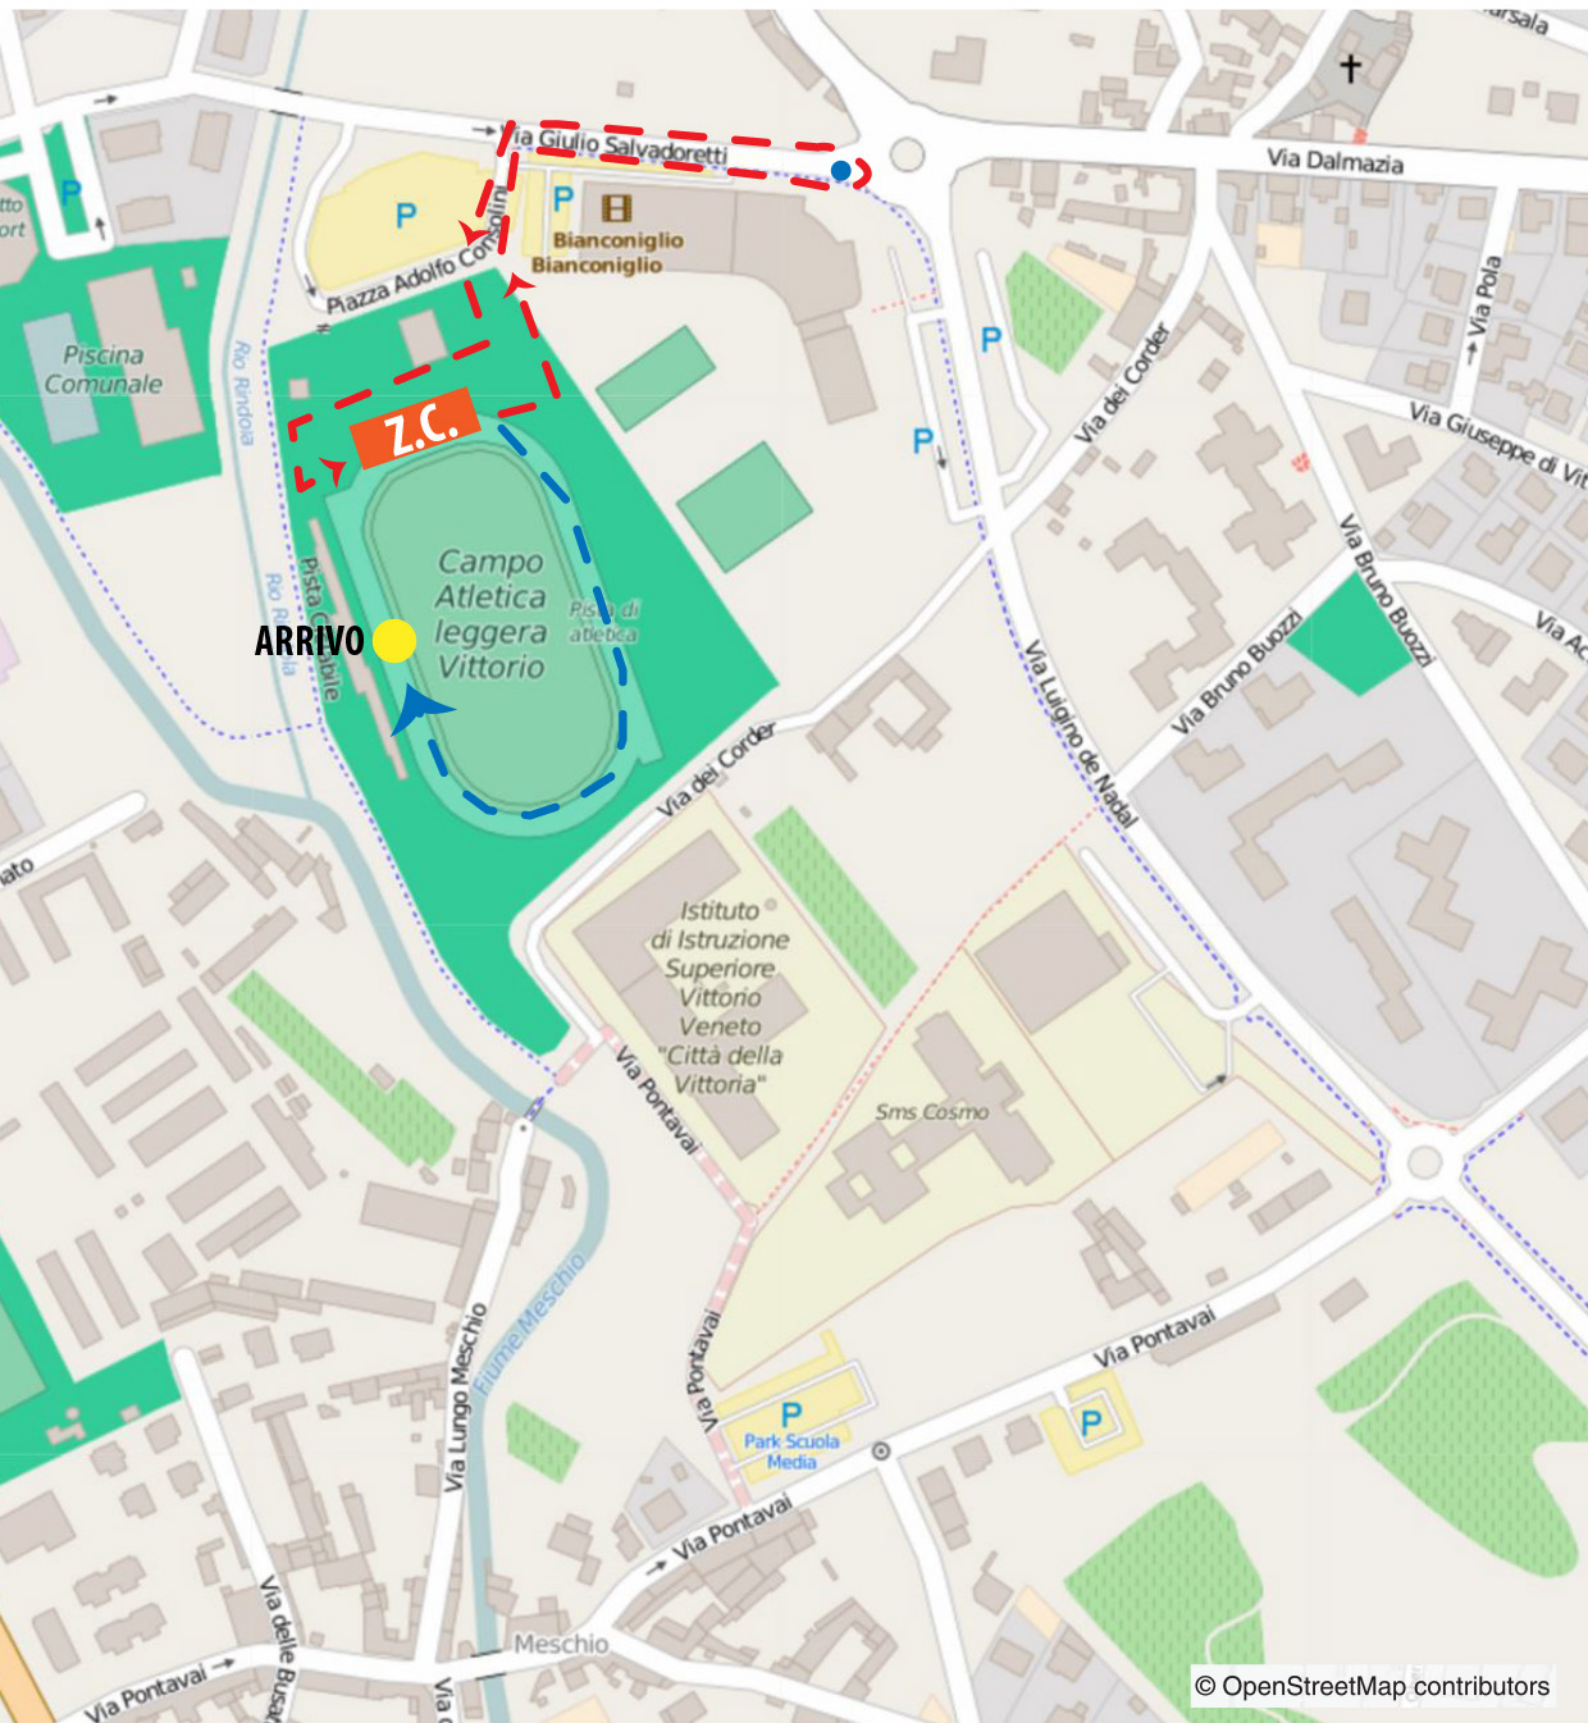 Via Giulio Salvadoretti
Via Dalmazia
P
P
P
Bianconiglio
Bianconiglio
Piazza Adolfo Consolini
Piscina
Comunale
Rio Rindola
P
P
Via dei Corder
Via Pola
Via Giuseppe di Vit
Z.C.
Campo
Atletica
leggera
Vittorio
Pista di
atletica
ARRIVO
Via Bruno Buozzi
Via Bruno Buozzi
Via Luigino de Nadal
Via dei Corder
Istituto
di Istruzione
Superiore
Vittorio
Veneto
"Città della
Vittoria"
Sms Cosmo
Via Pontavai
Via Pontavai
Via Pontavai
Via Lungo Meschio
Fiume Meschio
P
Park Scuola
Media
P
Via Pontavai
Via delle Busa
Meschio
Via Pontavai
© OpenStreetMap contributors